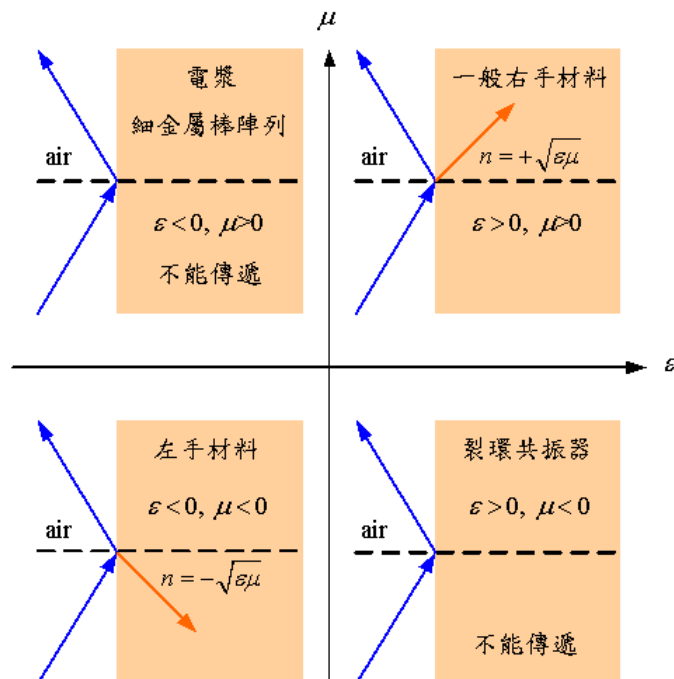 μ
電漿
細金屬棒陣列
air
ε<0, μ>0
不能傳遞
一般右手材料
n=+√εμ
air
ε>0, μ>0
ε
左手材料
ε<0, μ<0
air
n=-√εμ
裂環共振器
ε>0, μ<0
air
不能傳遞